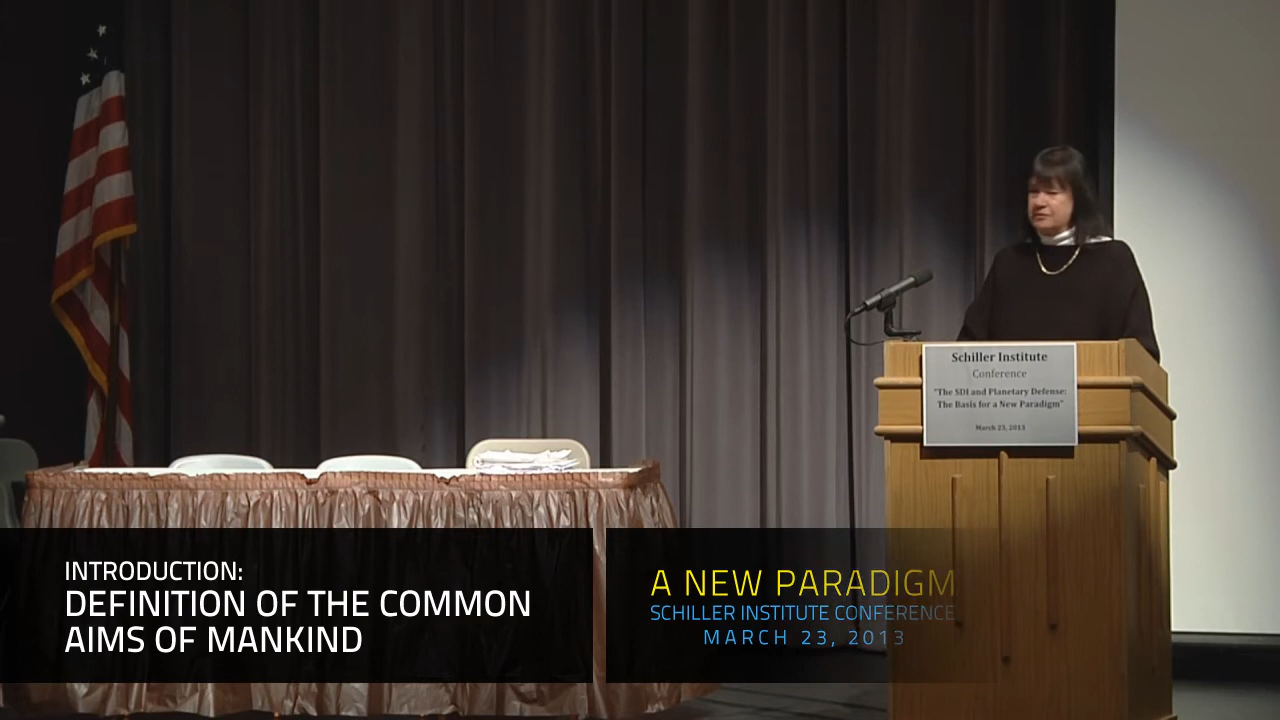 Schiller Institute
Conference
"The SDI and Planetary Defense:
The Basis for a New Paradigm"
March 23, 2013
INTRODUCTION:
DEFINITION OF THE COMMON
AIMS OF MANKIND
A NEW PARADIGM
SCHILLER INSTITUTE CONFERENCE
MARCH 23, 2013